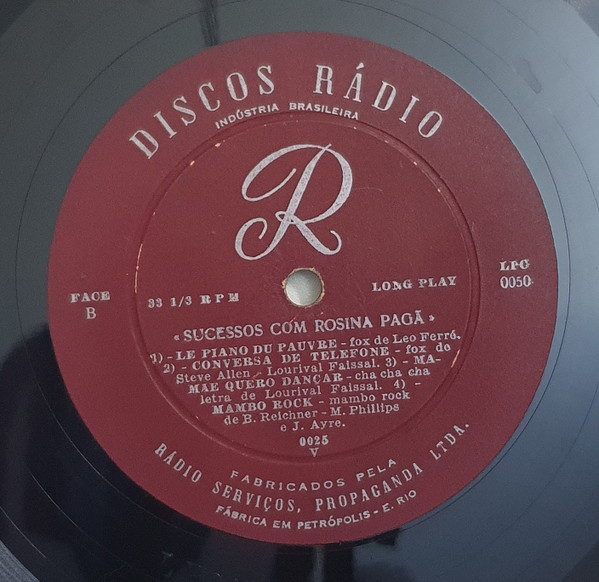 DISCOS RÁDIO
INDÚSTRIA BRASILEIRA
R
FACE
B
33 1/3 RPM
LONG PLAY
LPG
0050
«SUCESSOS COM ROSINA PAGÃ»
1) - LE PIANO DU PAUVRE - fox de Leo Ferré.
2) - CONVERSA DE TELEFONE - fox de
Steve Allen - Lourival Faissal. 3) - MA-
MAE QUERO DANÇAR - cha cha cha
letra de Lourival Faissal. 4) -
MAMBO ROCK - mambo rock
de B. Reichner - M. Phillips
e J. Ayre.
0025
V
FABRICADOS PELA
RÁDIO SERVIÇOS, PROPAGANDA LTDA.
FÁBRICA EM PETRÓPOLIS - E. RIO